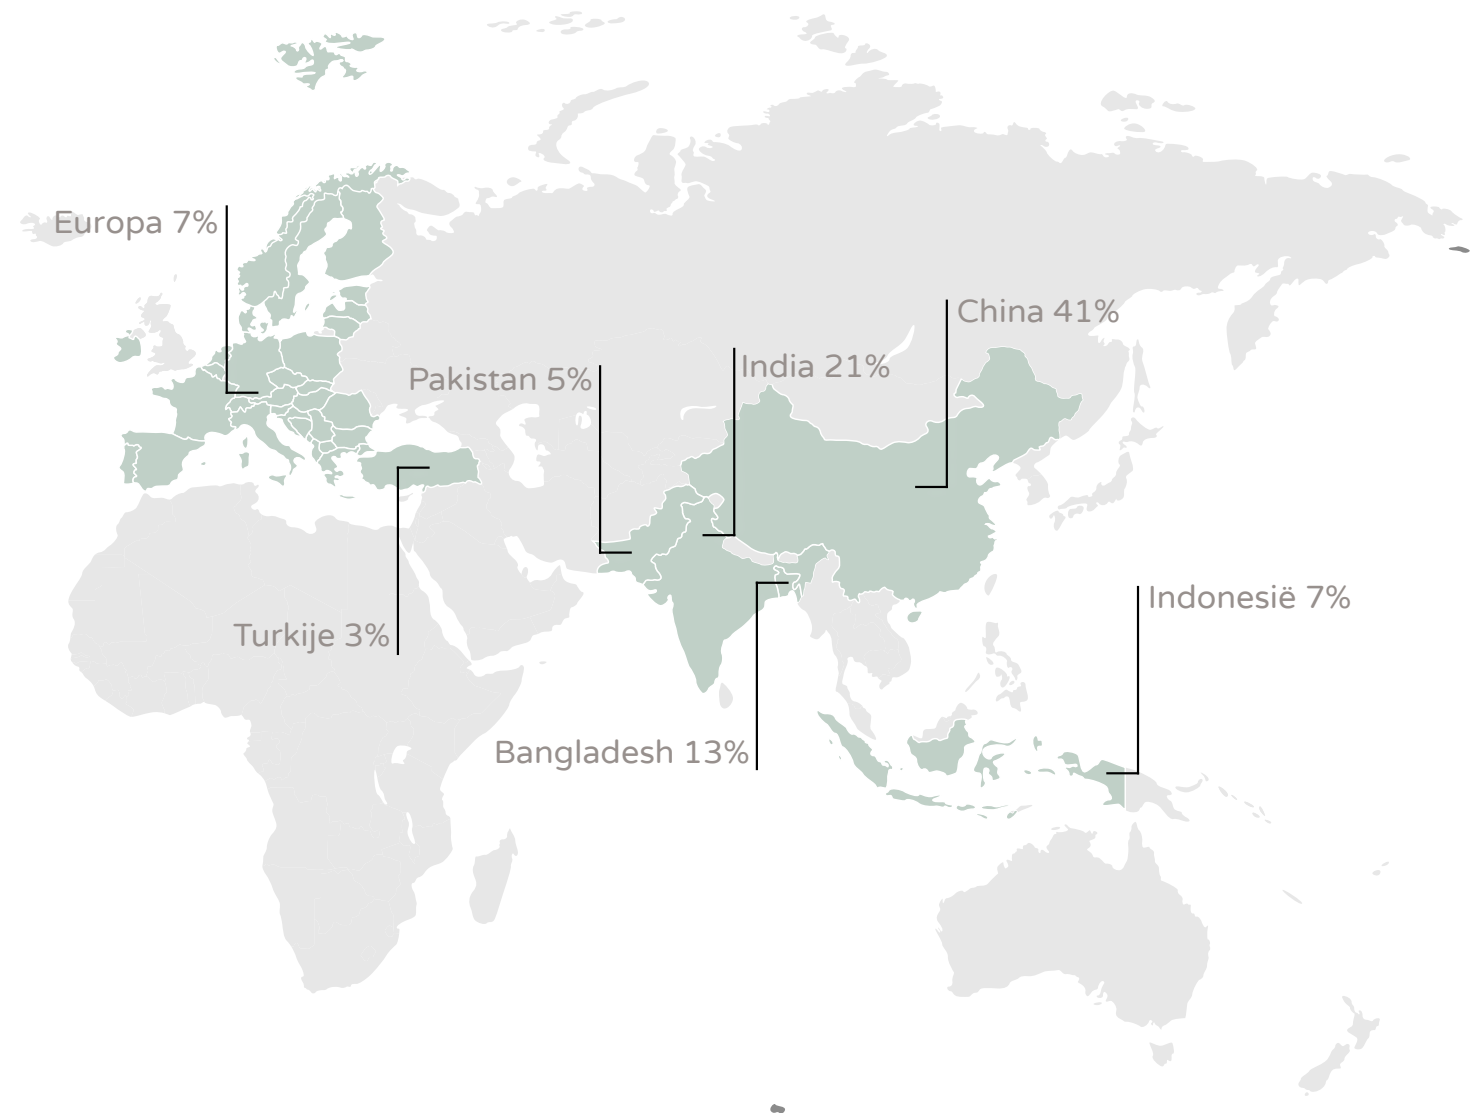 Europa 7%
China 41%
India 21%
Pakistan 5%
Indonesië 7%
Turkije 3%
Bangladesh 13%